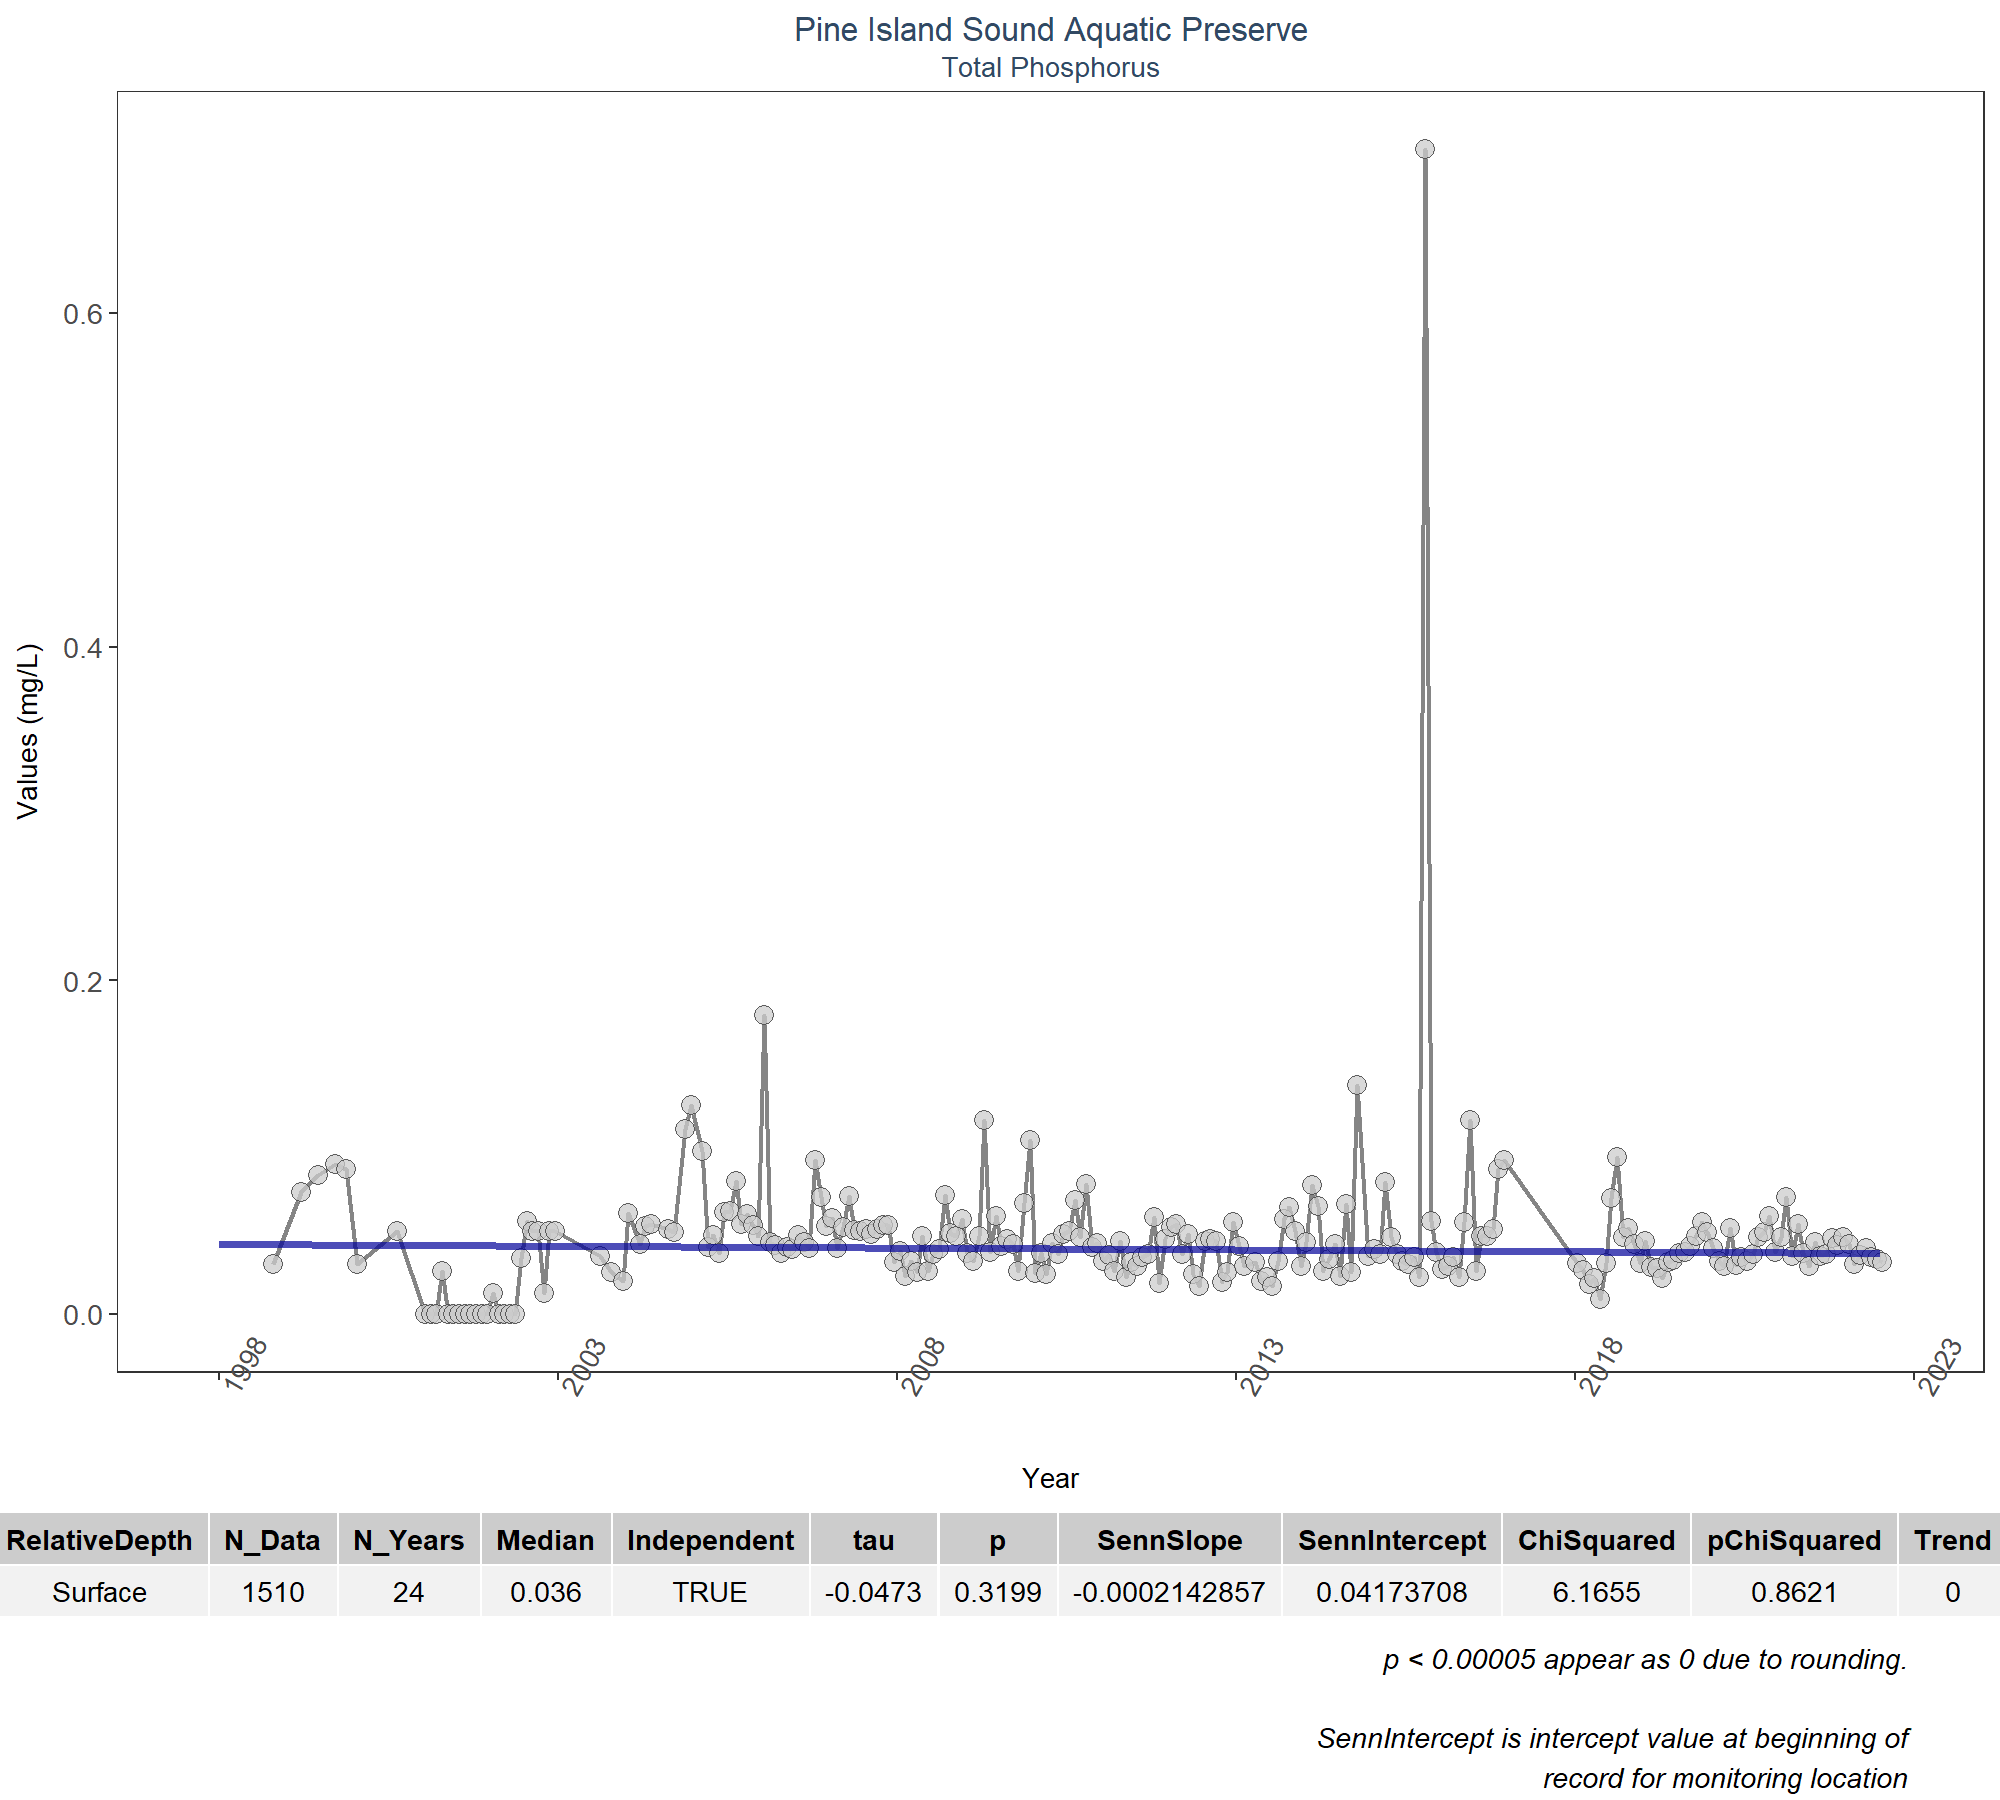 Pine Island Sound Aquatic Preserve
Total Phosphorus
0.6
0.4
0.2
0.0
Values (mg/L)
1998 2003 2008 2013 2018 2023
Year
RelativeDepth N_Data N_Years Median Independent tau p SennSlope SennIntercept ChiSquared pChiSquared Trend
Surface 1510 24 0.036 TRUE -0.0473 0.3199 -0.0002142857 0.04173708 6.1655 0.8621 0
p < 0.00005 appear as 0 due to rounding.
SennIntercept is intercept value at beginning of
record for monitoring location